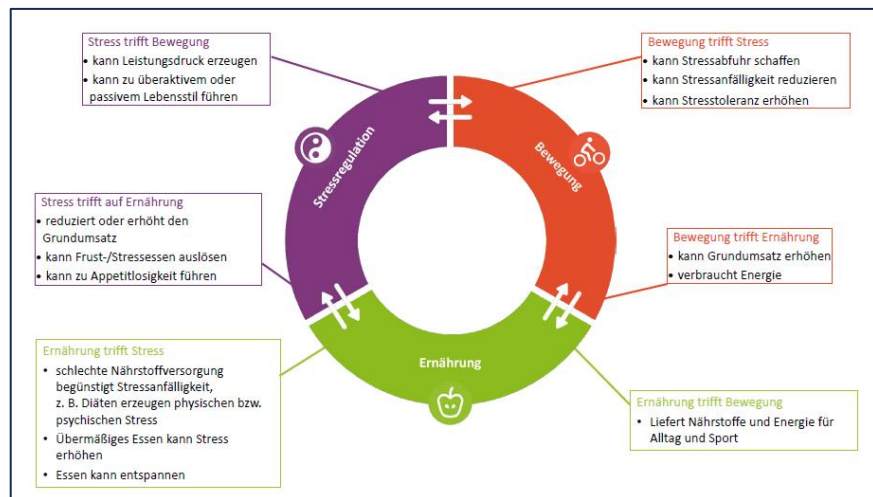 Stress trifft Bewegung
• kann Leistungsdruck erzeugen
• kann zu überaktivem oder
passivem Lebensstil führen
Bewegung trifft Stress
• kann Stressabfuhr schaffen
• kann Stressanfälligkeit reduzieren
• kann Stresstoleranz erhöhen
Stressregulation
Bewegung
Stress trifft auf Ernährung
• reduziert oder erhöht den
Grundumsatz
• kann Frust-/Stressessen auslösen
• kann zu Appetitlosigkeit führen
Bewegung trifft Ernährung
• kann Grundumsatz erhöhen
• verbraucht Energie
Ernährung
Ernährung trifft Stress
• schlechte Nährstoffversorgung
begünstigt Stressanfälligkeit,
z. B. Diäten erzeugen physischen bzw.
psychischen Stress
• Übermäßiges Essen kann Stress
erhöhen
• Essen kann entspannen
Ernährung trifft Bewegung
• Liefert Nährstoffe und Energie für
Alltag und Sport